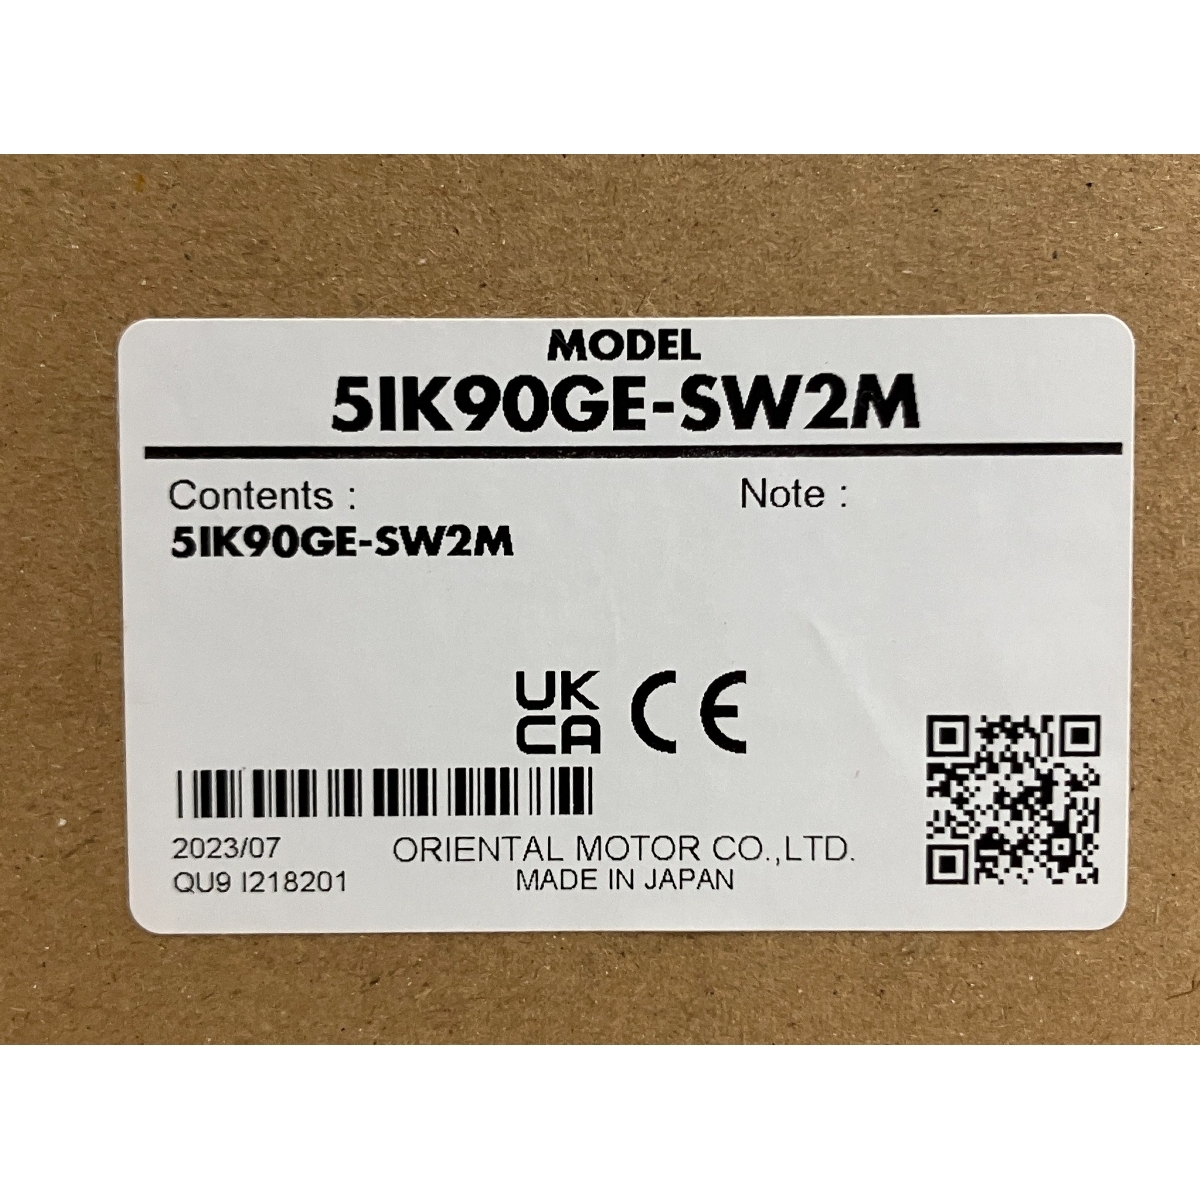 MODEL
5IK90GE-SW2M
Contents :
Note :
5IK90GE-SW2M
UK
CA
CE
2023/07
ORIENTAL MOTOR CO.,LTD.
QU9 I218201
MADE IN JAPAN